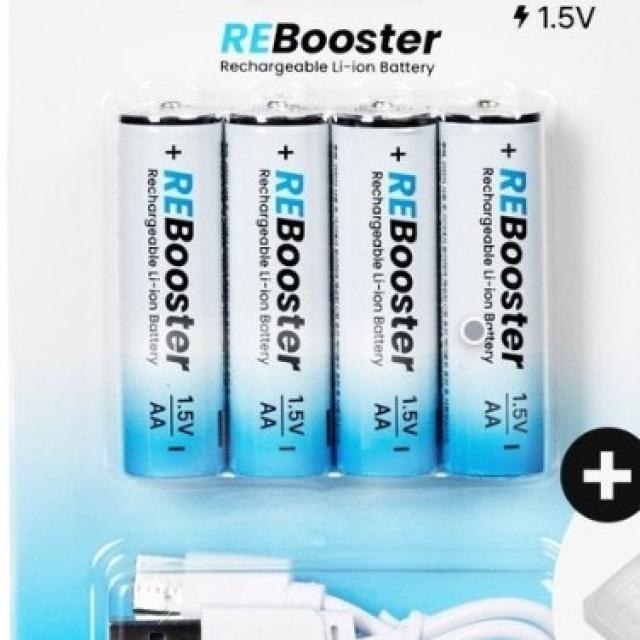 1.5V
REBooster
Rechargeable Li-ion Battery
+ REBooster
Rechargeable Li-ion Battery
1.5V
AA
+ REBooster
Rechargeable Li-ion Battery
1.5V
AA
+ REBooster
Rechargeable Li-ion Battery
1.5V
AA
+ REBooster
Rechargeable Li-ion Battery
1.5V
AA